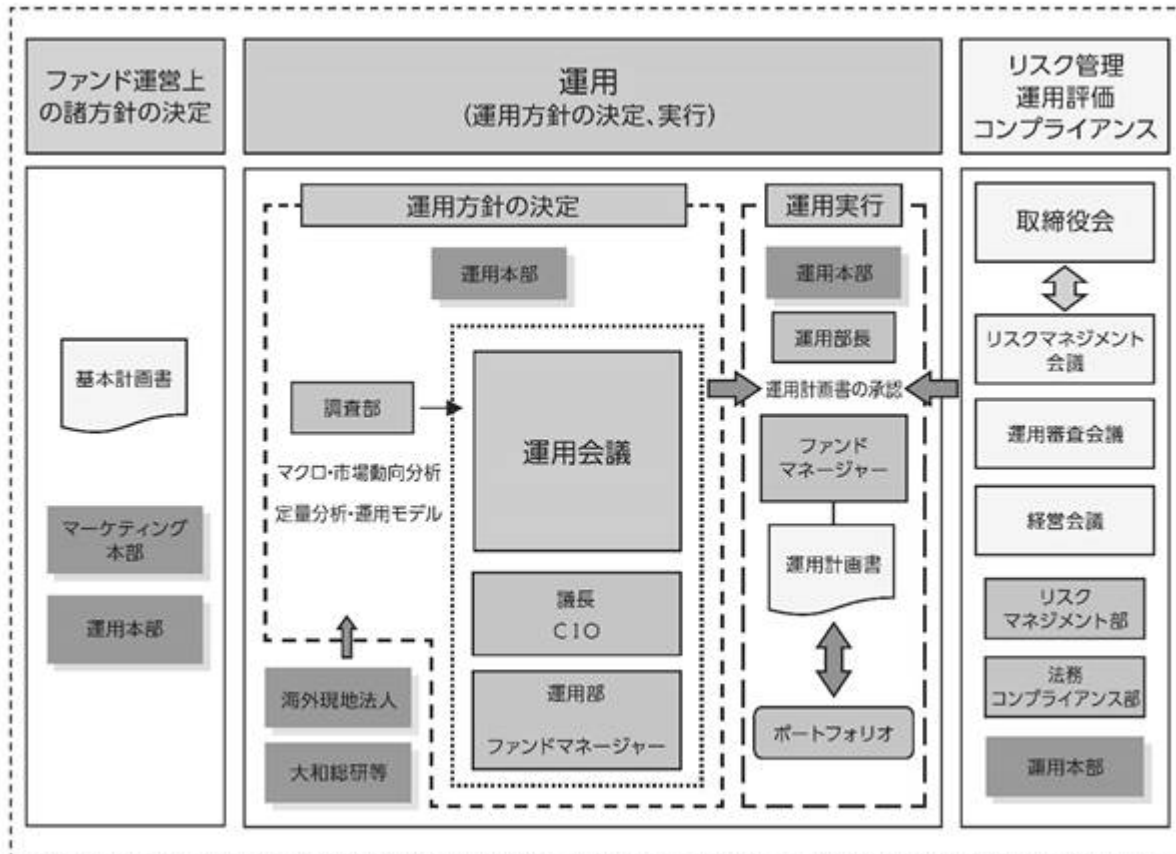 ファンド運営上
の諸方針の決定
運用
(運用方針の決定、実行)
リスク管理
運用評価
コンプライアンス
基本計画書
マーケティング
本部
運用本部
運用方針の決定
運用本部
調査部
マクロ・市場動向分析
定量分析・運用モデル
海外現地法人
大和総研等
運用会議
議長
CIO
運用部
ファンドマネージャー
運用実行
運用本部
運用部長
運用計画書の承認
ファンド
マネージャー
運用計画書
ポートフォリオ
取締役会
リスクマネジメント
会議
運用審査会議
経営会議
リスク
マネジメント部
法務
コンプライアンス部
運用本部